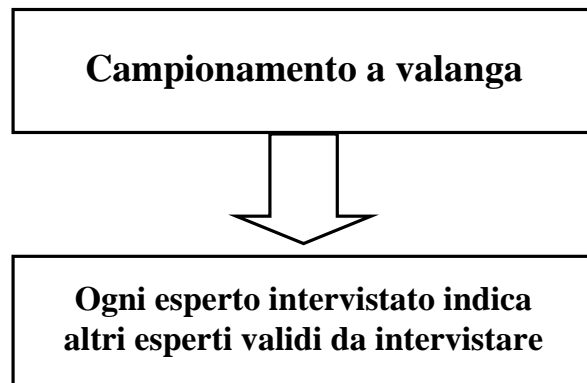 Campionamento a valanga
Ogni esperto intervistato indica
altri esperti validi da intervistare